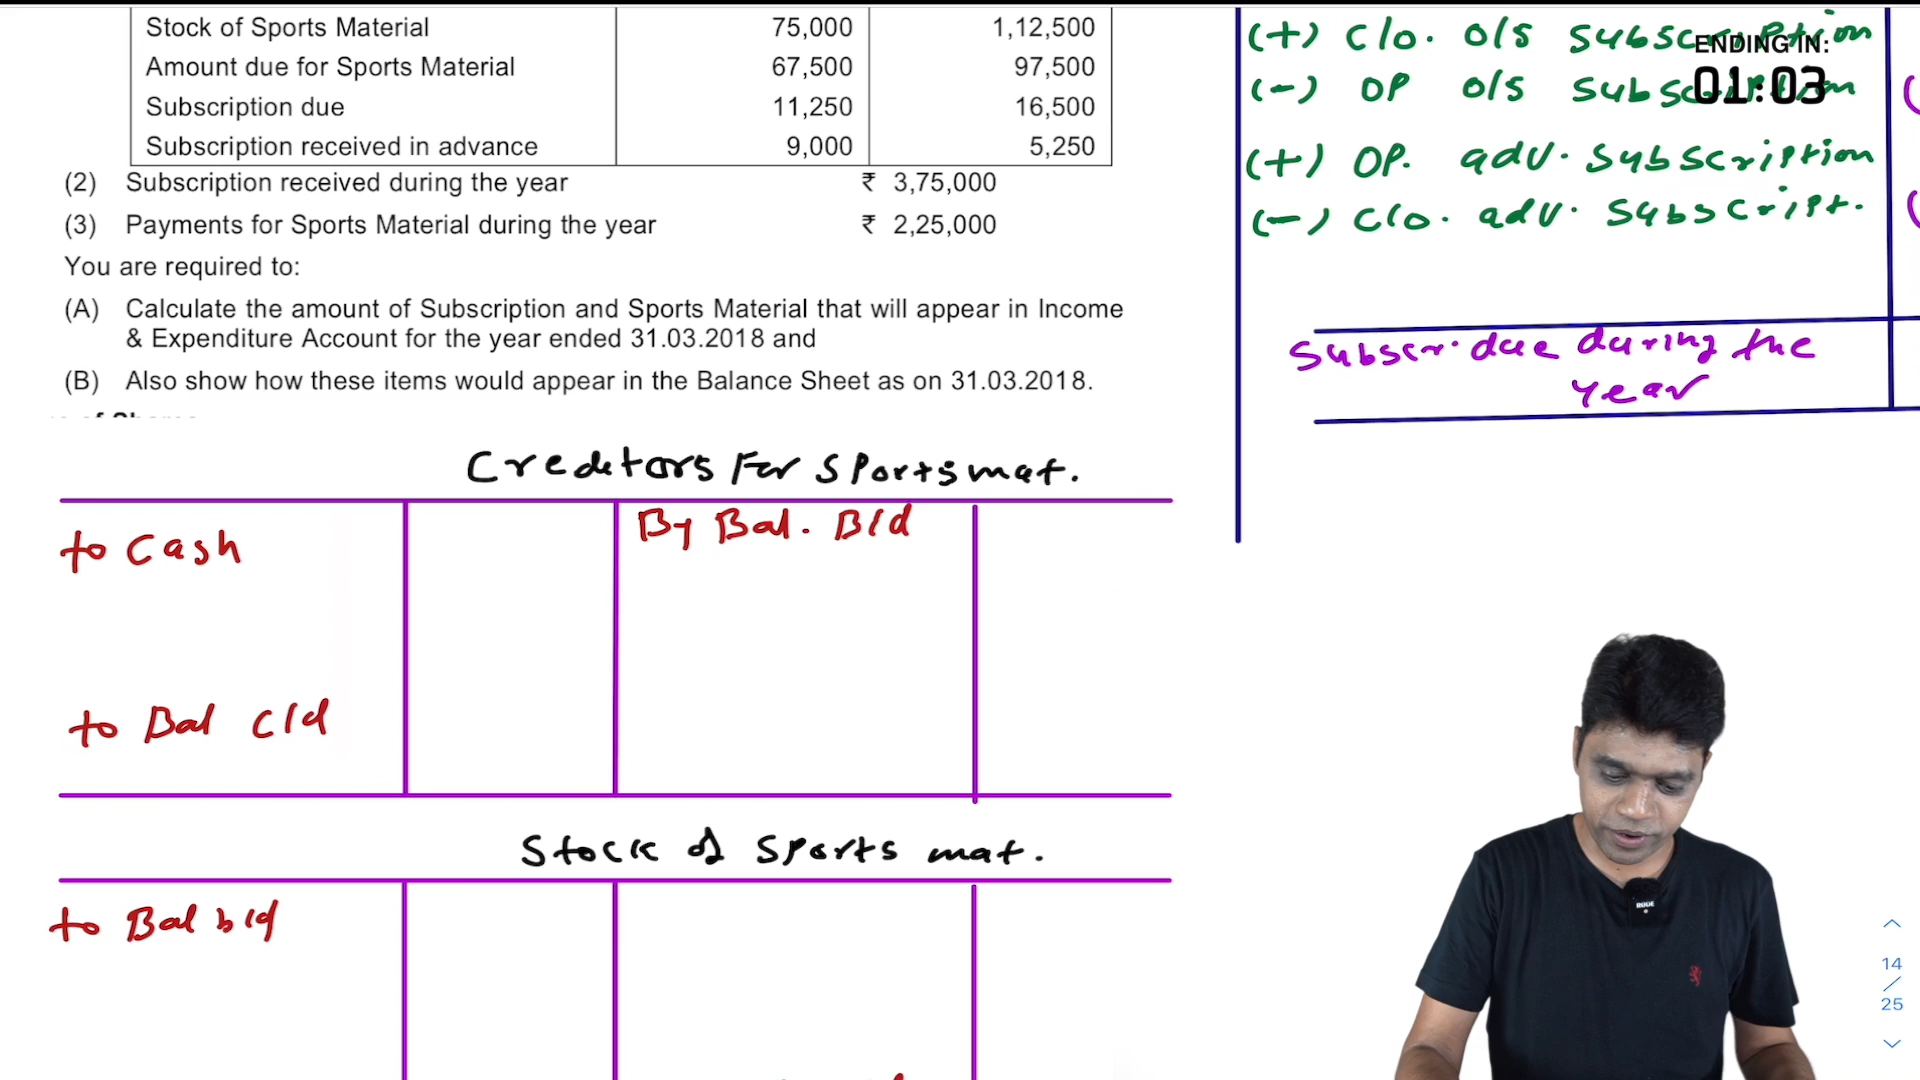 Stock of Sports Material 75,000 1,12,500
Amount due for Sports Material 67,500 97,500
Subscription due 11,250 16,500
Subscription received in advance 9,000 5,250
(2) Subscription received during the year ₹ 3,75,000
(3) Payments for Sports Material during the year ₹ 2,25,000
You are required to:
(A) Calculate the amount of Subscription and Sports Material that will appear in Income
& Expenditure Account for the year ended 31.03.2018 and
(B) Also show how these items would appear in the Balance Sheet as on 31.03.2018.
Creditors For Sports mat.
to Cash
By Bal. B/d
to Bal C/d
Stock of Sports mat.
to Bal b/d
(+) Clo. o/s Subscription
(-) OP o/s Subscription
(+) OP. adv. Subscription
(-) Clo. adv. Subscript.
Subscr. due during the
Year
ENDING IN:
01:03
RODE
14
/
25